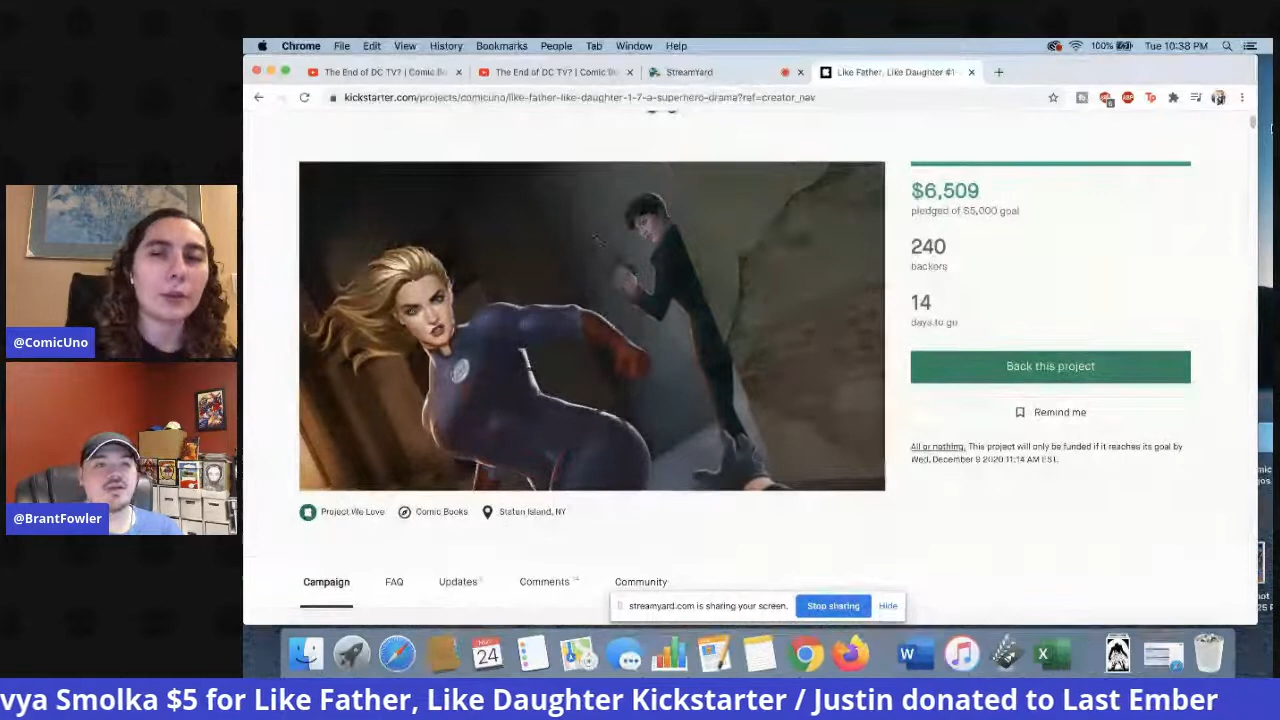 Chrome File Edit View History Bookmarks People Tab Window Help
100% Tue 10:38 PM
The End of DC TV? | Comic Bo
The End of DC TV? | Comic Bo
StreamYard
Like Father, Like Daughter #1-
kickstarter.com/projects/comicuno/like-father-like-daughter-1-7-a-superhero-drama?ref=creator_nav
$6,509
pledged of $5,000 goal
240
backers
14
days to go
Back this project
Remind me
All or nothing. This project will only be funded if it reaches its goal by
Wed, December 9 2020 11:14 AM EST.
@ComicUno
@BrantFowler
Project We Love
Comic Books
Staten Island, NY
Campaign
FAQ
Updates
Comments
Community
streamyard.com is sharing your screen.
Stop sharing
Hide
NOV
24
vya Smolka $5 for Like Father, Like Daughter Kickstarter / Justin donated to Last Ember